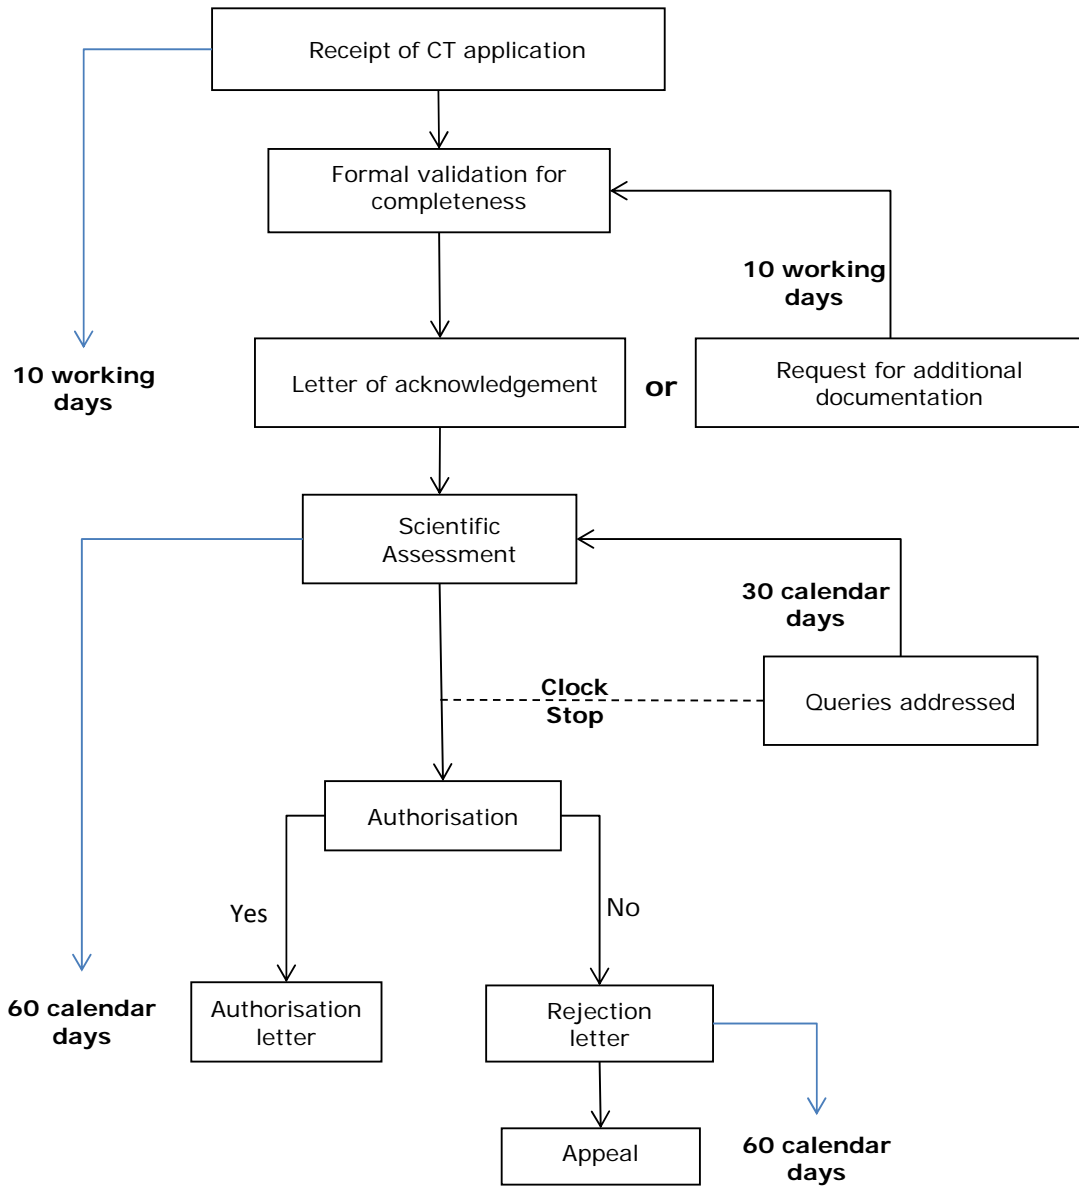 Receipt of CT application
Formal validation for
completeness
10 working
days
10 working
days
Letter of acknowledgement
or
Request for additional
documentation
Scientific
Assessment
30 calendar
days
Clock
Stop
Queries addressed
Authorisation
Yes
No
60 calendar
days
Authorisation
letter
Rejection
letter
Appeal
60 calendar
days